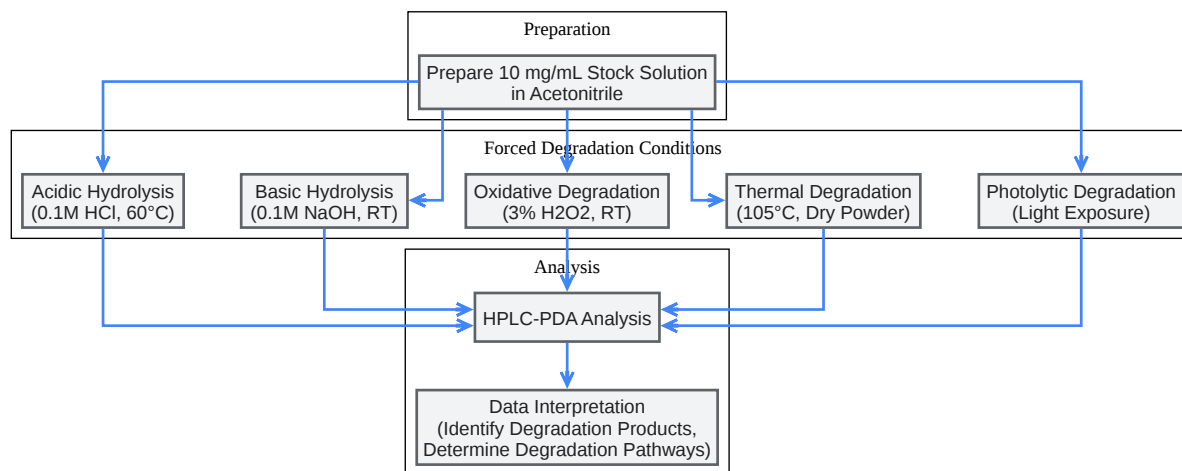 Preparation
Prepare 10 mg/mL Stock Solution
in Acetonitrile
Forced Degradation Conditions
Acidic Hydrolysis
(0.1M HCl, 60°C)
Basic Hydrolysis
(0.1M NaOH, RT)
Oxidative Degradation
(3% H2O2, RT)
Thermal Degradation
(105°C, Dry Powder)
Photolytic Degradation
(Light Exposure)
Analysis
HPLC-PDA Analysis
Data Interpretation
(Identify Degradation Products,
Determine Degradation Pathways)